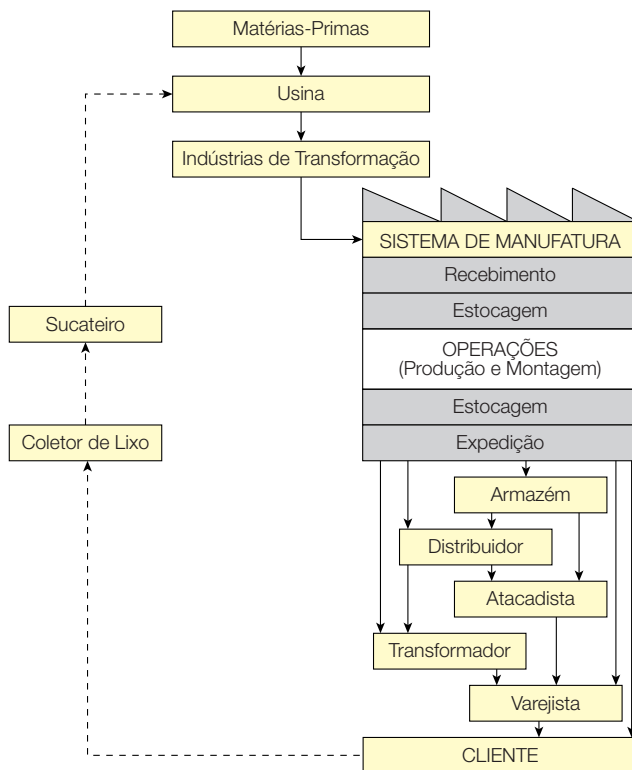 Matérias-Primas
Usina
Indústrias de Transformação
SISTEMA DE MANUFATURA
Recebimento
Estocagem
OPERAÇÕES
(Produção e Montagem)
Estocagem
Expedição
Sucateiro
Coletor de Lixo
Armazém
Distribuidor
Atacadista
Transformador
Varejista
CLIENTE